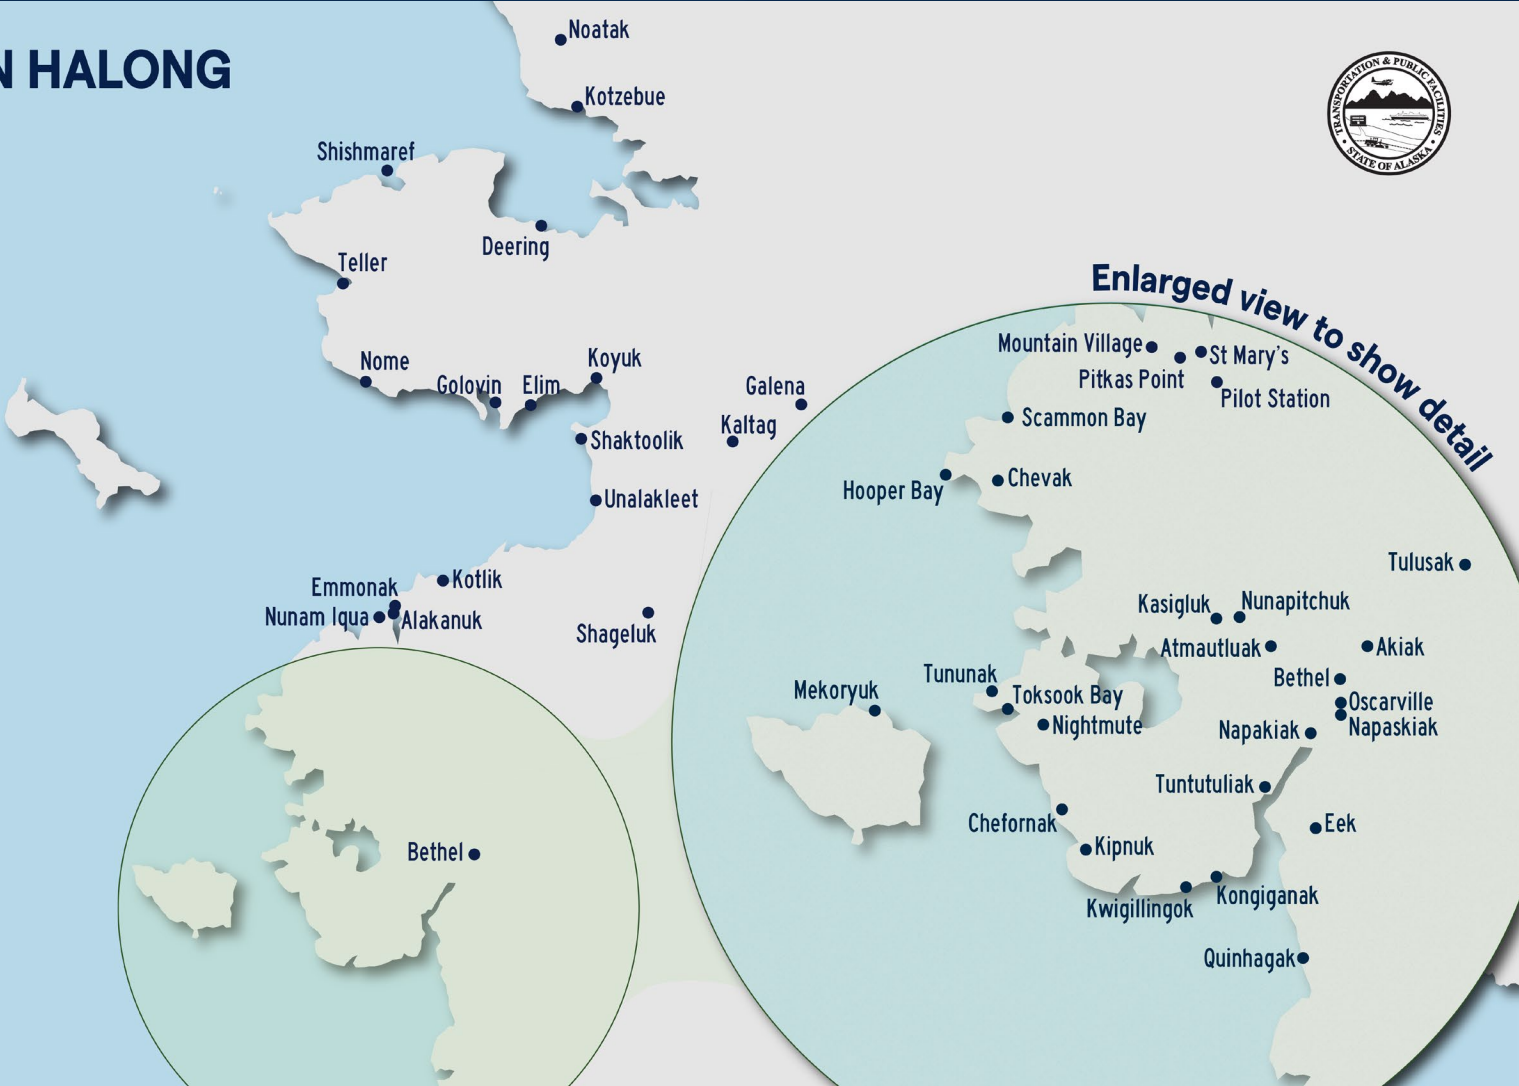 N HALONG
Noatak
Kotzebue
TRANSPORTATION & PUBLIC FACILITIES
• STATE OF ALASKA •
Shishmaref
Deering
Teller
Enlarged view to show detail
Nome
Golovin
Elim
Koyuk
Galena
Kaltag
Shaktoolik
Unalakleet
Kotlik
Emmonak
Nunam Iqua
Alakanuk
Shageluk
Bethel
Mountain Village
St Mary's
Pitkas Point
Pilot Station
Scammon Bay
Hooper Bay
Chevak
Tulusak
Kasigluk
Nunapitchuk
Atmautluak
Akiak
Tununak
Bethel
Mekoryuk
Toksook Bay
Oscarville
Nightmute
Napaskiak
Napakiak
Tuntutuliak
Chefornak
Eek
Kipnuk
Kongiganak
Kwigillingok
Quinhagak